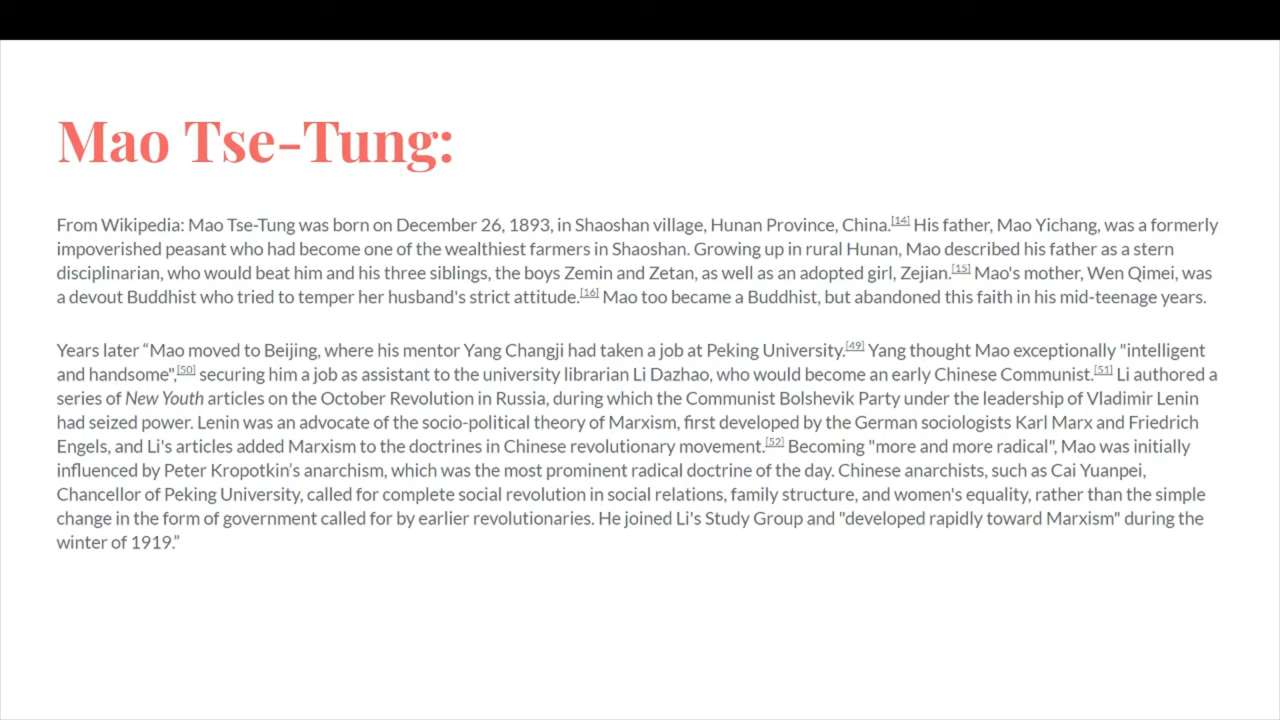 Mao Tse-Tung:
From Wikipedia: Mao Tse-Tung was born on December 26, 1893, in Shaoshan village, Hunan Province, China.[14] His father, Mao Yichang, was a formerly
impoverished peasant who had become one of the wealthiest farmers in Shaoshan. Growing up in rural Hunan, Mao described his father as a stern
disciplinarian, who would beat him and his three siblings, the boys Zemin and Zetan, as well as an adopted girl, Zejian.[15] Mao's mother, Wen Qimei, was
a devout Buddhist who tried to temper her husband's strict attitude.[16] Mao too became a Buddhist, but abandoned this faith in his mid-teenage years.
Years later “Mao moved to Beijing, where his mentor Yang Changji had taken a job at Peking University.[49] Yang thought Mao exceptionally "intelligent
and handsome",[50] securing him a job as assistant to the university librarian Li Dazhao, who would become an early Chinese Communist.[51] Li authored a
series of New Youth articles on the October Revolution in Russia, during which the Communist Bolshevik Party under the leadership of Vladimir Lenin
had seized power. Lenin was an advocate of the socio-political theory of Marxism, first developed by the German sociologists Karl Marx and Friedrich
Engels, and Li's articles added Marxism to the doctrines in Chinese revolutionary movement.[52] Becoming "more and more radical", Mao was initially
influenced by Peter Kropotkin’s anarchism, which was the most prominent radical doctrine of the day. Chinese anarchists, such as Cai Yuanpei,
Chancellor of Peking University, called for complete social revolution in social relations, family structure, and women's equality, rather than the simple
change in the form of government called for by earlier revolutionaries. He joined Li's Study Group and "developed rapidly toward Marxism" during the
winter of 1919.”